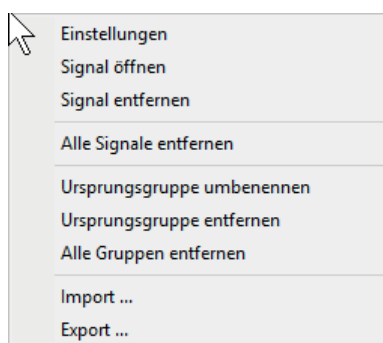 Einstellungen
Signal öffnen
Signal entfernen
Alle Signale entfernen
Ursprungsgruppe umbenennen
Ursprungsgruppe entfernen
Alle Gruppen entfernen
Import ...
Export ...